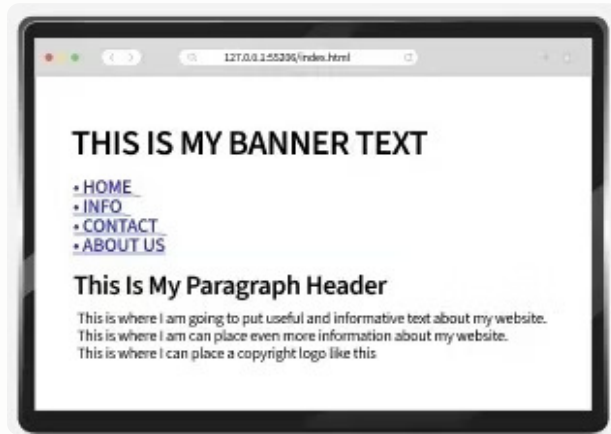 127.0.0.1:55206/index.html
THIS IS MY BANNER TEXT
• HOME
• INFO
• CONTACT
• ABOUT US
This Is My Paragraph Header
This is where I am going to put useful and informative text about my website.
This is where I am can place even more information about my website.
This is where I can place a copyright logo like this